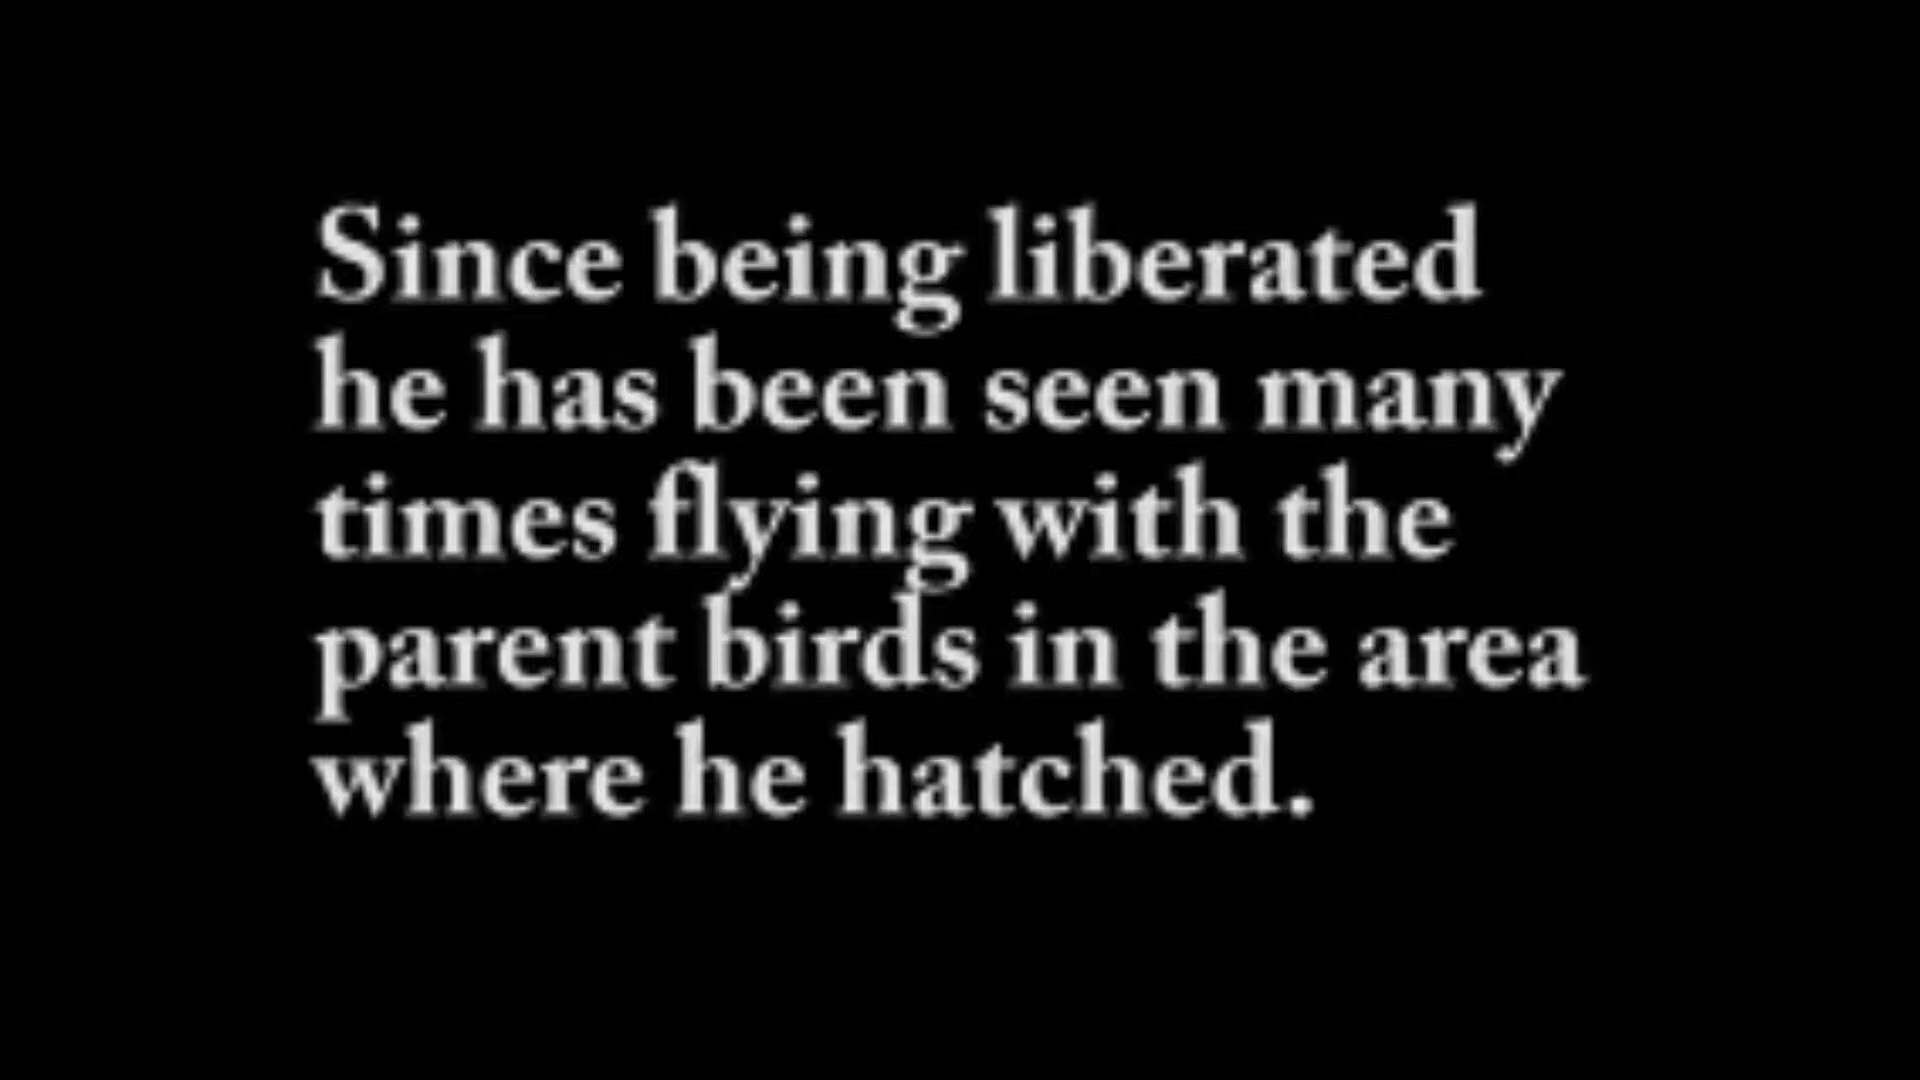 Since being liberated
he has been seen many
times flying with the
parent birds in the area
where he hatched.